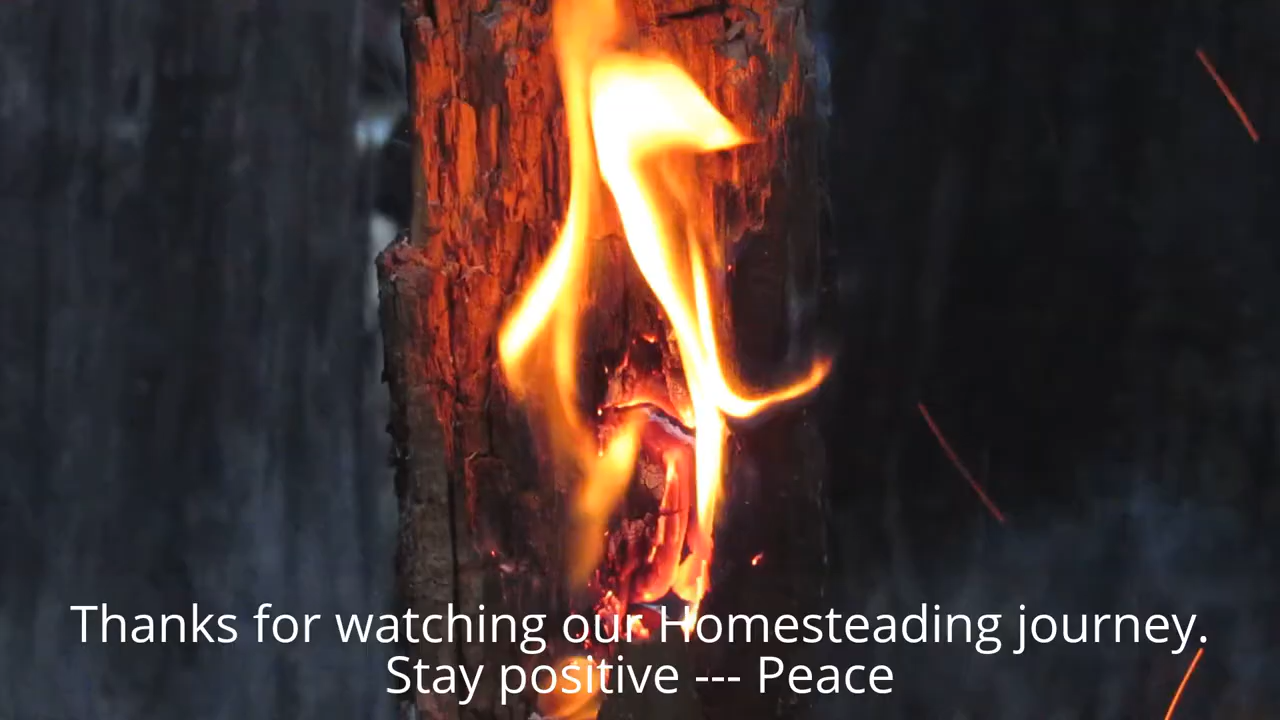 Thanks for watching our Homesteading journey.
Stay positive --- Peace